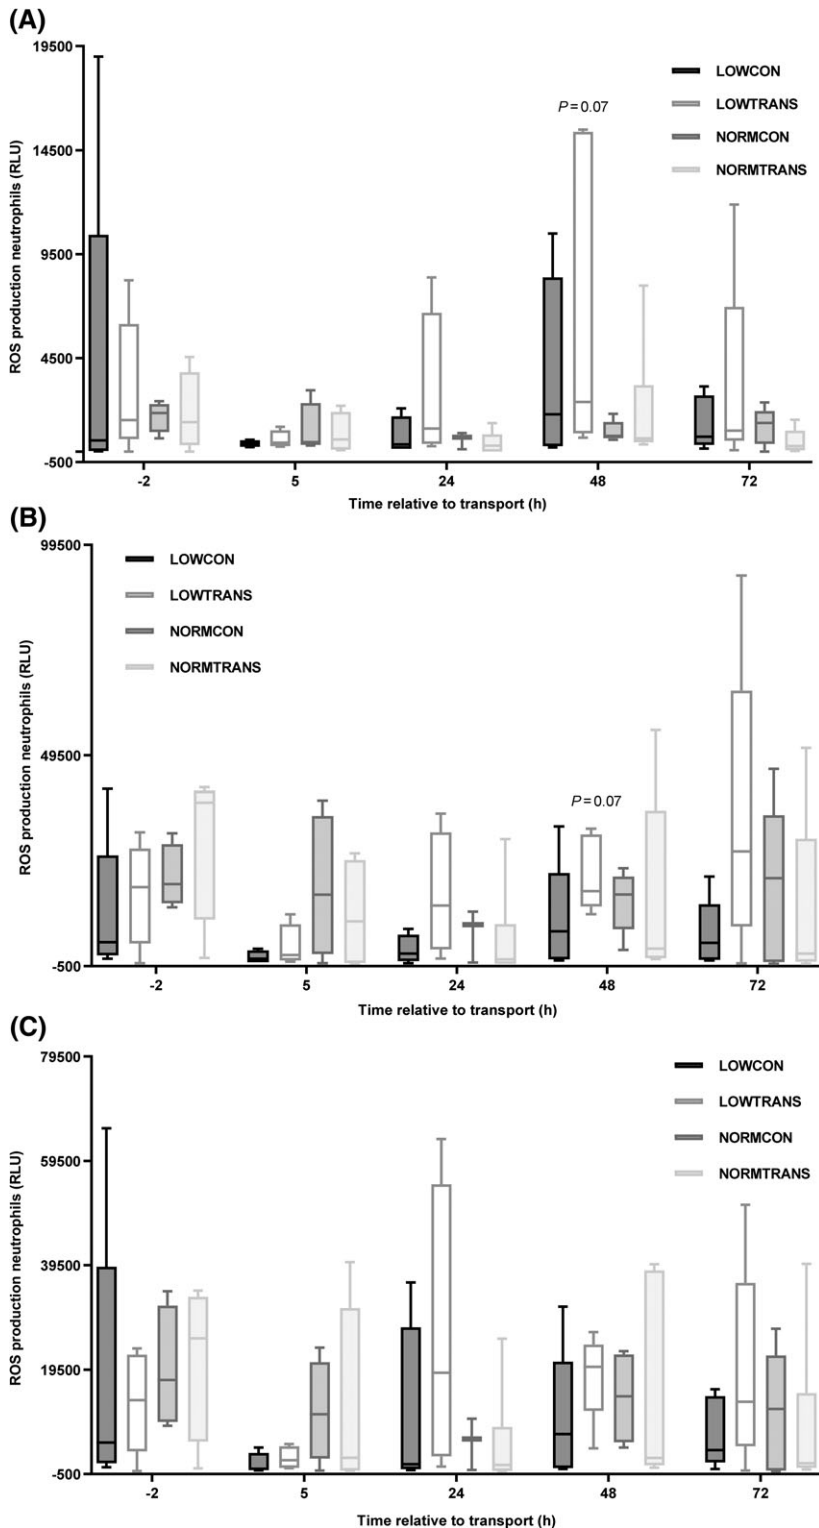 (A)
19500
14500
9500
4500
-500
ROS production neutrophils (RLU)
LOWCON
LOWTRANS
NORMCON
NORMTRANS
P=0.07
-2 5 24 48 72
Time relative to transport (h)
(B)
99500
49500
-500
ROS production neutrophils (RLU)
LOWCON
LOWTRANS
NORMCON
NORMTRANS
P=0.07
-2 5 24 48 72
Time relative to transport (h)
(C)
79500
59500
39500
19500
-500
ROS production neutrophils (RLU)
LOWCON
LOWTRANS
NORMCON
NORMTRANS
-2 5 24 48 72
Time relative to transport (h)